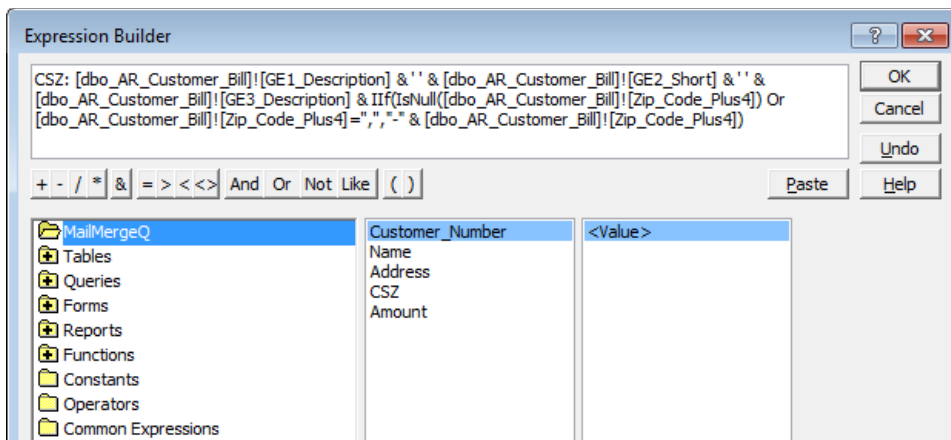 Expression Builder
CSZ: [dbo_AR_Customer_Bill]![GE1_Description] & ' ' & [dbo_AR_Customer_Bill]![GE2_Short] & ' ' &
[dbo_AR_Customer_Bill]![GE3_Description] & IIf(IsNull([dbo_AR_Customer_Bill]![Zip_Code_Plus4]) Or
[dbo_AR_Customer_Bill]![Zip_Code_Plus4]='','',"-" & [dbo_AR_Customer_Bill]![Zip_Code_Plus4])
OK
Cancel
Undo
+ - / * & = > < <> And Or Not Like ( )
Paste
Help
MailMergeQ
Tables
Queries
Forms
Reports
Functions
Constants
Operators
Common Expressions
Customer_Number
Name
Address
CSZ
Amount
<Value>